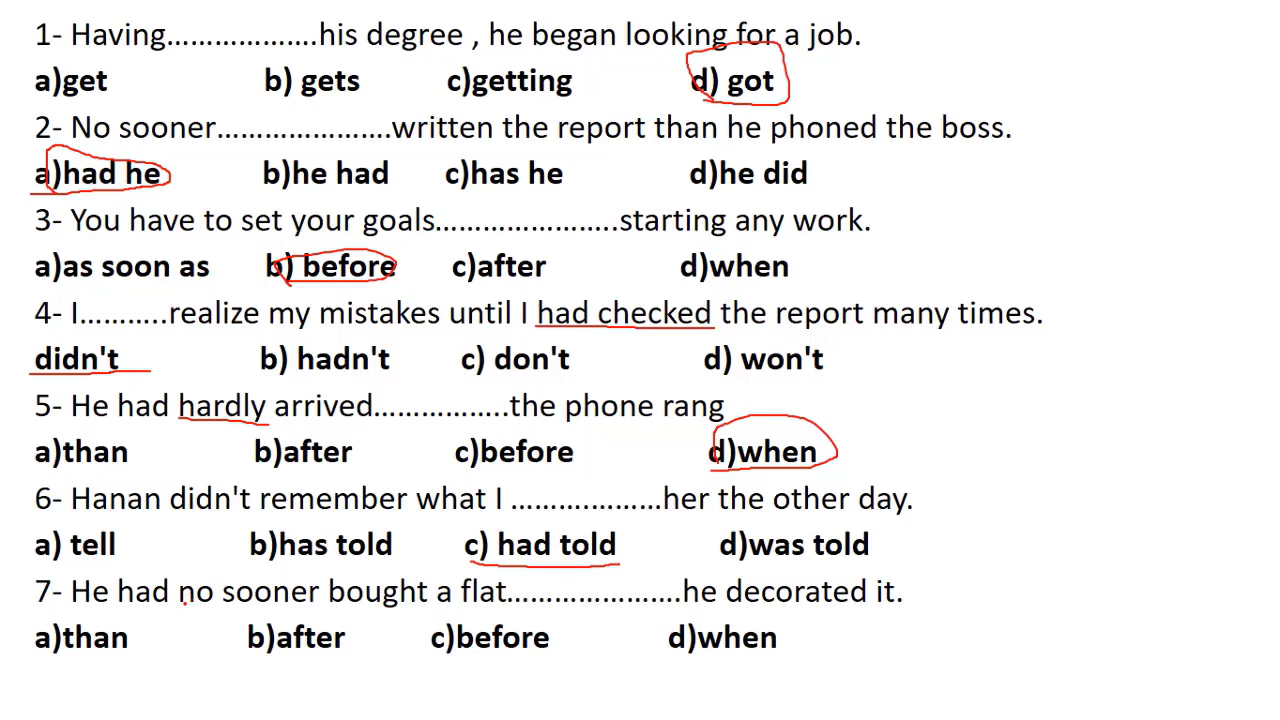 1- Having……………….his degree , he began looking for a job.
a)get b) gets c)getting d) got
2- No sooner………………….written the report than he phoned the boss.
a)had he b)he had c)has he d)he did
3- You have to set your goals…………………..starting any work.
a)as soon as b) before c)after d)when
4- I………..realize my mistakes until I had checked the report many times.
didn't b) hadn't c) don't d) won't
5- He had hardly arrived……………..the phone rang
a)than b)after c)before d)when
6- Hanan didn't remember what I ……………….her the other day.
a) tell b)has told c) had told d)was told
7- He had no sooner bought a flat………………….he decorated it.
a)than b)after c)before d)when